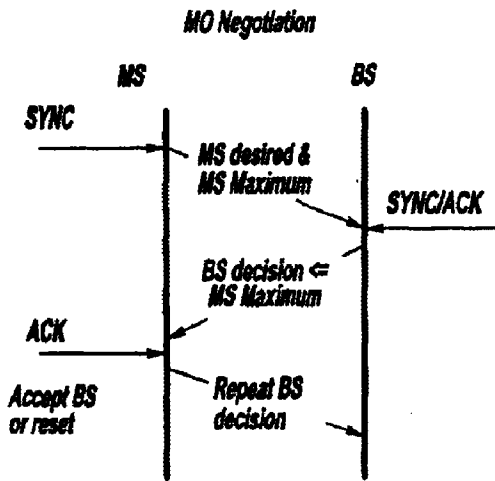 MO Negotiation
MS
BS
SYNC
MS desired &
MS Maximum
SYNC/ACK
BS decision <=
MS Maximum
ACK
Accept BS
or reset
Repeat BS
decision